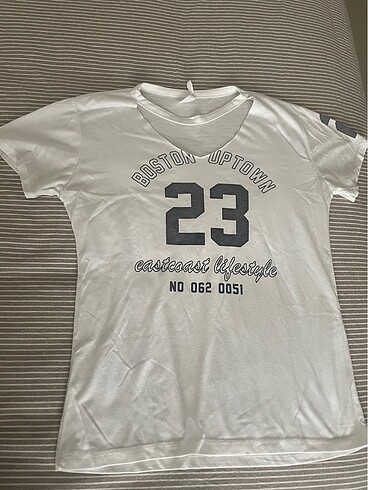 BOSTON UPTOWN
23
eastcoast lifestyle
NO 062 0051